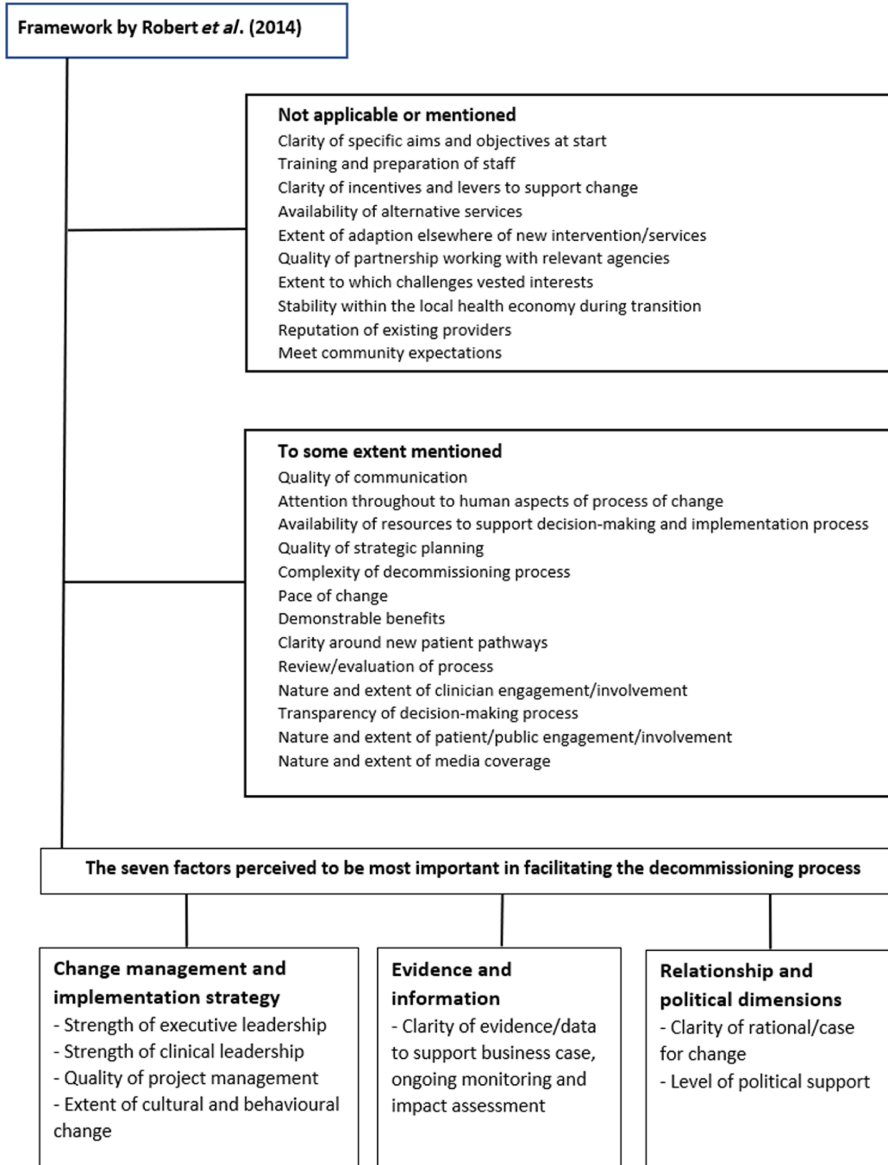 Framework by Robert et al. (2014)
Not applicable or mentioned
Clarity of specific aims and objectives at start
Training and preparation of staff
Clarity of incentives and levers to support change
Availability of alternative services
Extent of adaption elsewhere of new intervention/services
Quality of partnership working with relevant agencies
Extent to which challenges vested interests
Stability within the local health economy during transition
Reputation of existing providers
Meet community expectations
To some extent mentioned
Quality of communication
Attention throughout to human aspects of process of change
Availability of resources to support decision-making and implementation process
Quality of strategic planning
Complexity of decommissioning process
Pace of change
Demonstrable benefits
Clarity around new patient pathways
Review/evaluation of process
Nature and extent of clinician engagement/involvement
Transparency of decision-making process
Nature and extent of patient/public engagement/involvement
Nature and extent of media coverage
The seven factors perceived to be most important in facilitating the decommissioning process
Change management and
implementation strategy
- Strength of executive leadership
- Strength of clinical leadership
- Quality of project management
- Extent of cultural and behavioural
change
Evidence and
information
- Clarity of evidence/data
to support business case,
ongoing monitoring and
impact assessment
Relationship and
political dimensions
- Clarity of rational/case
for change
- Level of political support